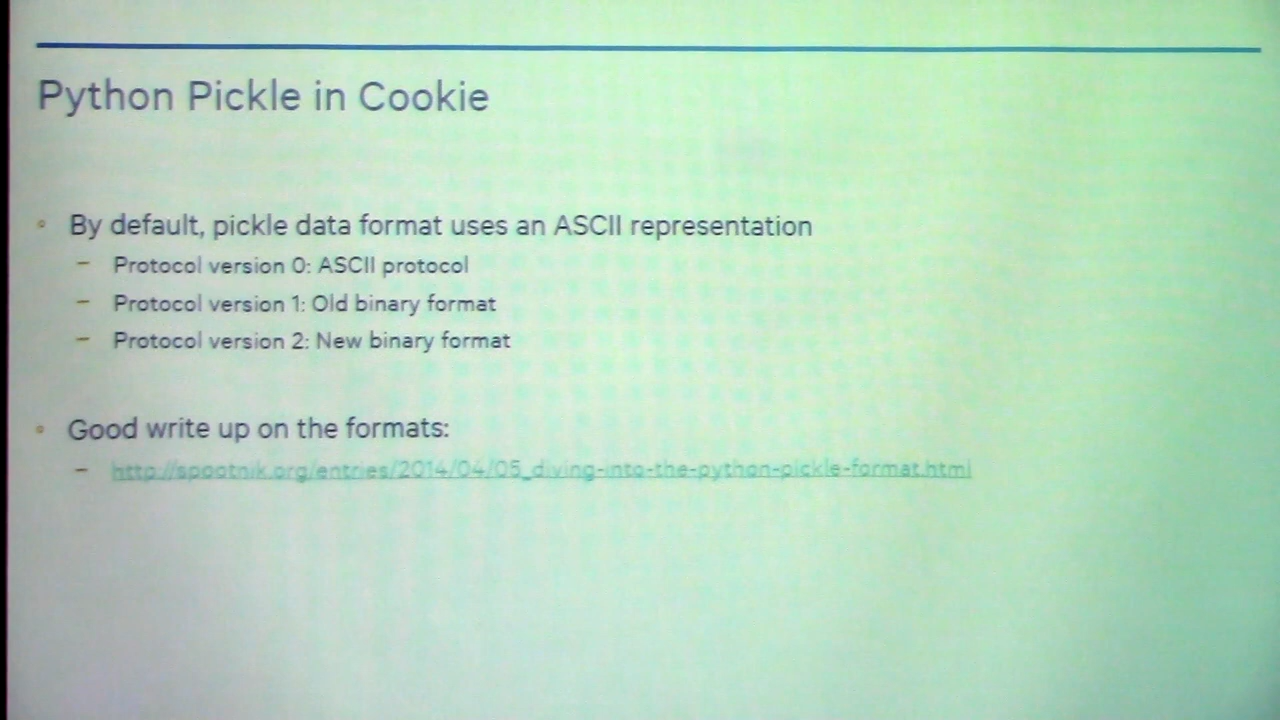 Python Pickle in Cookie
• By default, pickle data format uses an ASCII representation
– Protocol version 0: ASCII protocol
– Protocol version 1: Old binary format
– Protocol version 2: New binary format
• Good write up on the formats:
– http://spootnik.org/entries/2014/04/05_diving-into-the-python-pickle-format.html